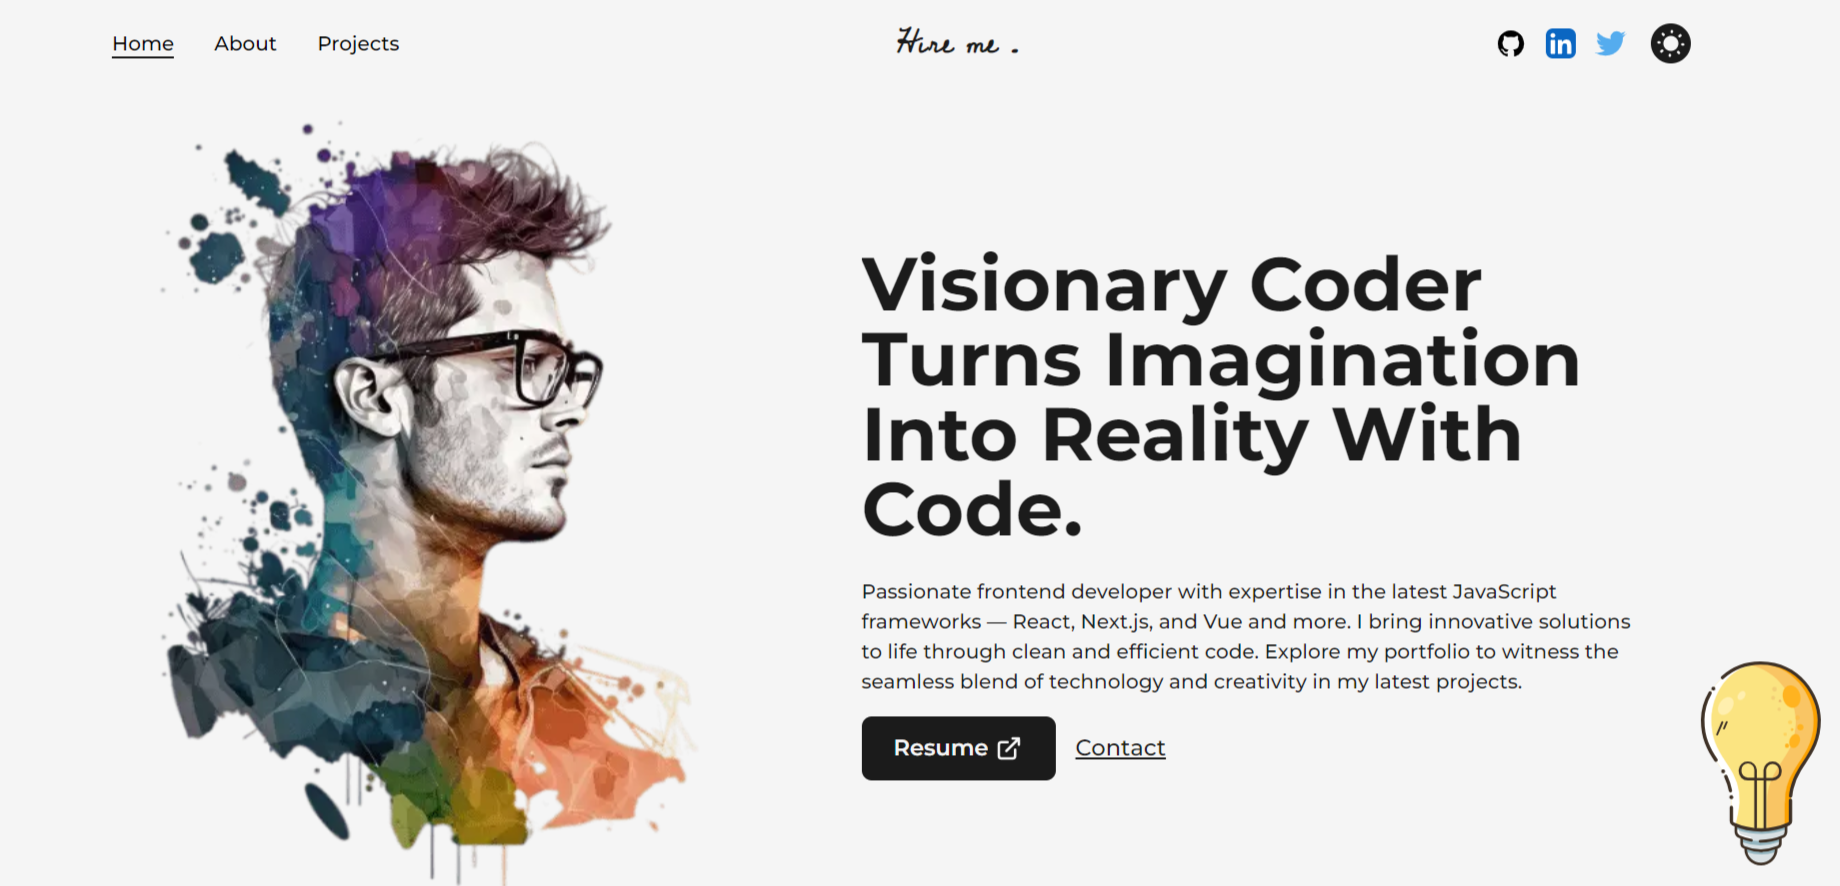 Home About Projects
Hire me .
in
Visionary Coder
Turns Imagination
Into Reality With
Code.
Passionate frontend developer with expertise in the latest JavaScript
frameworks — React, Next.js, and Vue and more. I bring innovative solutions
to life through clean and efficient code. Explore my portfolio to witness the
seamless blend of technology and creativity in my latest projects.
Resume
Contact